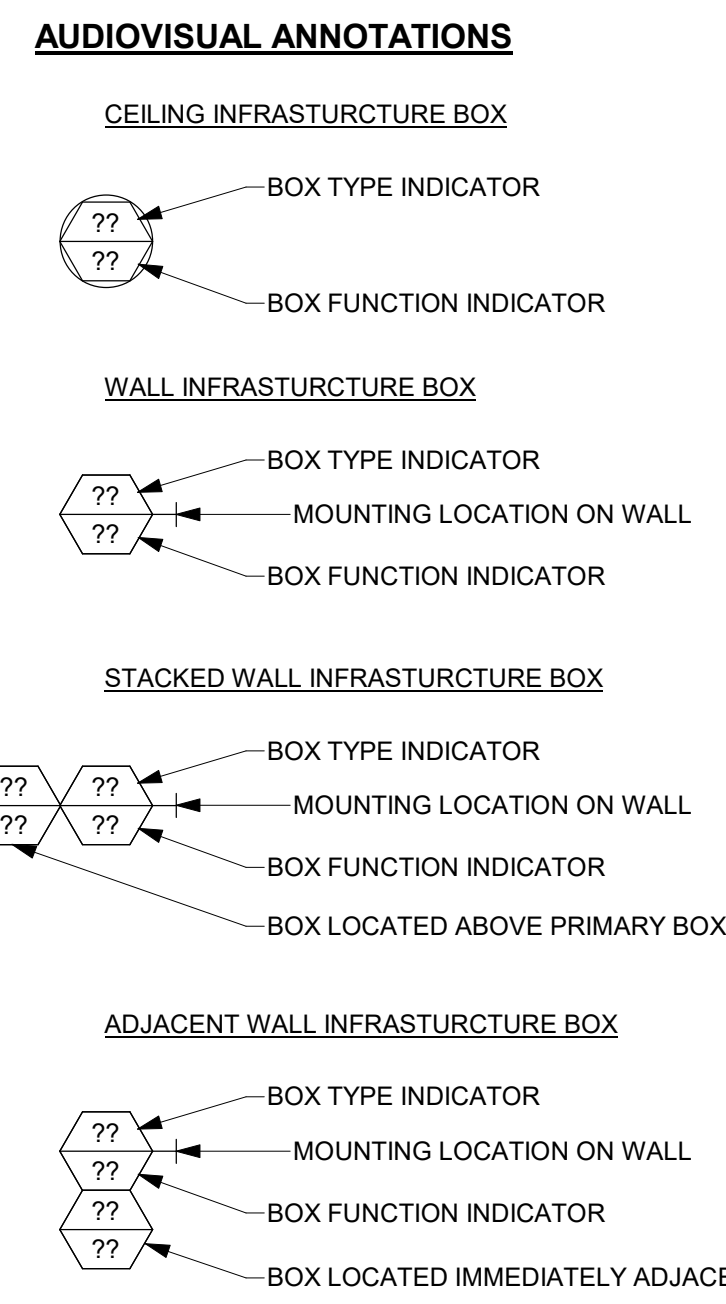 AUDIOVISUAL ANNOTATIONS
CEILING INFRASTURCTURE BOX
BOX TYPE INDICATOR
??
??
BOX FUNCTION INDICATOR
WALL INFRASTURCTURE BOX
BOX TYPE INDICATOR
??
MOUNTING LOCATION ON WALL
??
BOX FUNCTION INDICATOR
STACKED WALL INFRASTURCTURE BOX
BOX TYPE INDICATOR
?? ??
MOUNTING LOCATION ON WALL
?? ??
BOX FUNCTION INDICATOR
BOX LOCATED ABOVE PRIMARY BOX
ADJACENT WALL INFRASTURCTURE BOX
BOX TYPE INDICATOR
??
MOUNTING LOCATION ON WALL
??
??
BOX FUNCTION INDICATOR
??
BOX LOCATED IMMEDIATELY